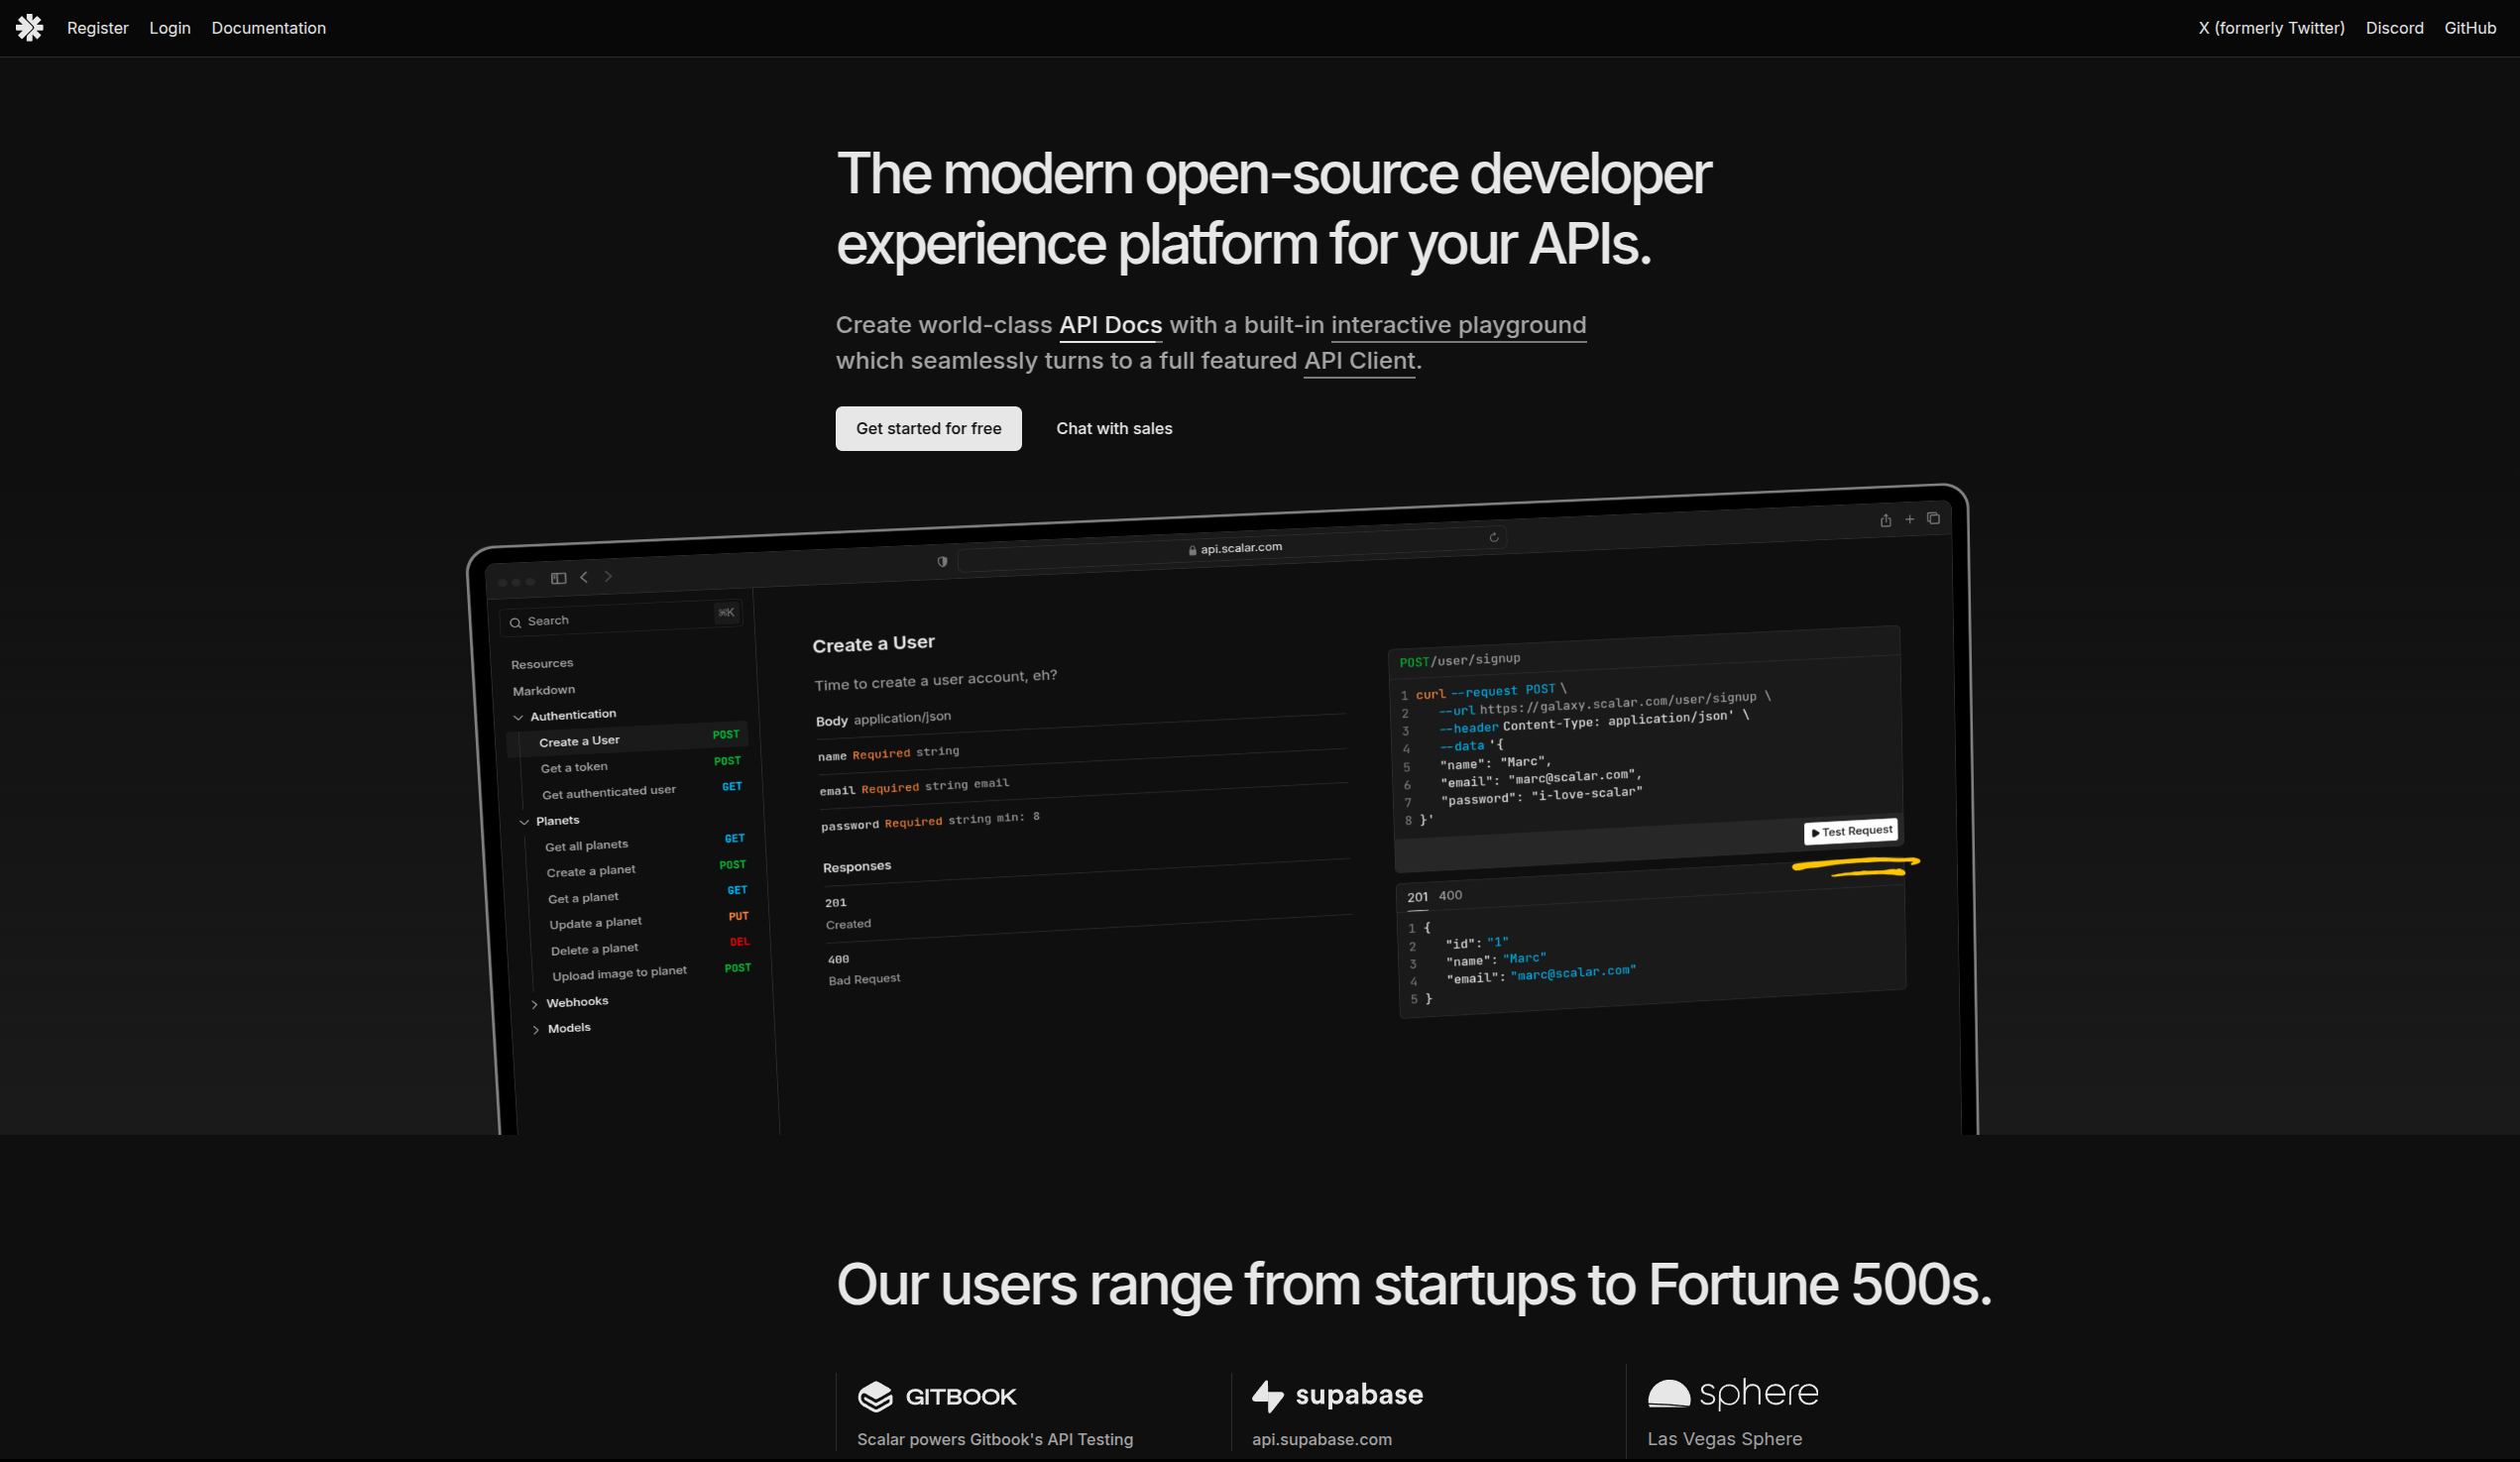 Register Login Documentation X (formerly Twitter) Discord GitHub
The modern open-source developer
experience platform for your APIs.
Create world-class API Docs with a built-in interactive playground
which seamlessly turns to a full featured API Client.
Get started for free Chat with sales
api.scalar.com
Search ⌘K
Resources
Markdown
Authentication
Create a User POST
Get a token POST
Get authenticated user GET
Planets
Get all planets GET
Create a planet POST
Get a planet GET
Update a planet PUT
Delete a planet DEL
Upload image to planet POST
Webhooks
Models
Create a User
Time to create a user account, eh?
Body application/json
name Required string
email Required string email
password Required string min: 8
Responses
201
Created
400
Bad Request
POST/user/signup
1 curl --request POST \
2 --url https://galaxy.scalar.com/user/signup \
3 --header Content-Type: application/json' \
4 --data '{
5 "name": "Marc",
6 "email": "marc@scalar.com",
7 "password": "i-love-scalar"
8 }'
Test Request
201 400
1 {
2 "id": "1"
3 "name": "Marc"
4 "email": "marc@scalar.com"
5 }
Our users range from startups to Fortune 500s.
GITBOOK supabase sphere
Scalar powers Gitbook's API Testing api.supabase.com Las Vegas Sphere